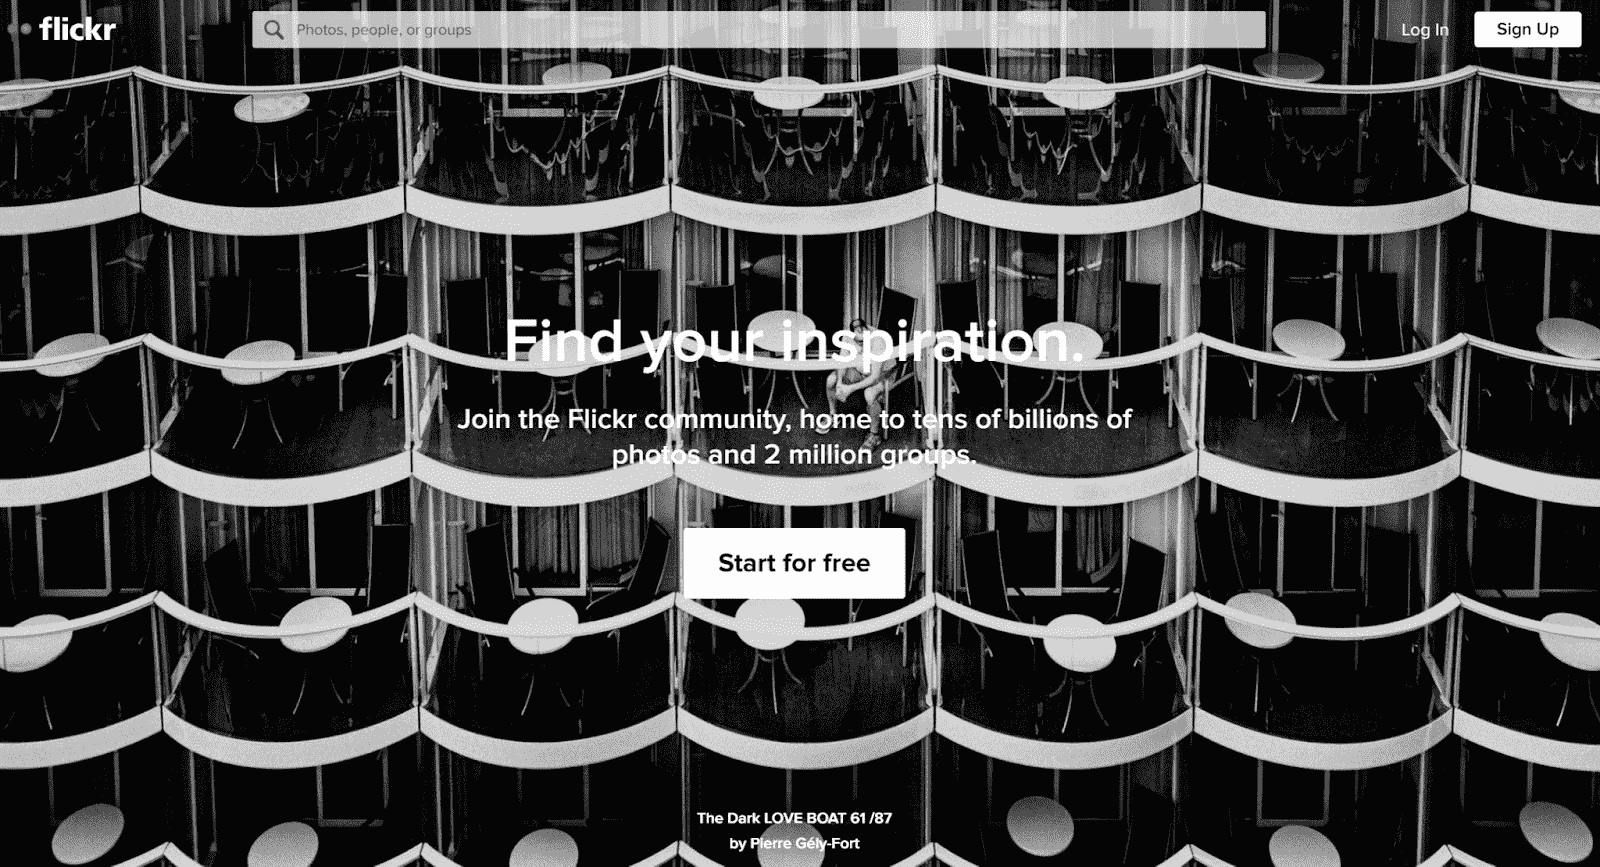 flickr
Photos, people, or groups
Log In
Sign Up
Find your inspiration.
Join the Flickr community, home to tens of billions of
photos and 2 million groups.
Start for free
The Dark LOVE BOAT 61 /87
by Pierre Gély-Fort